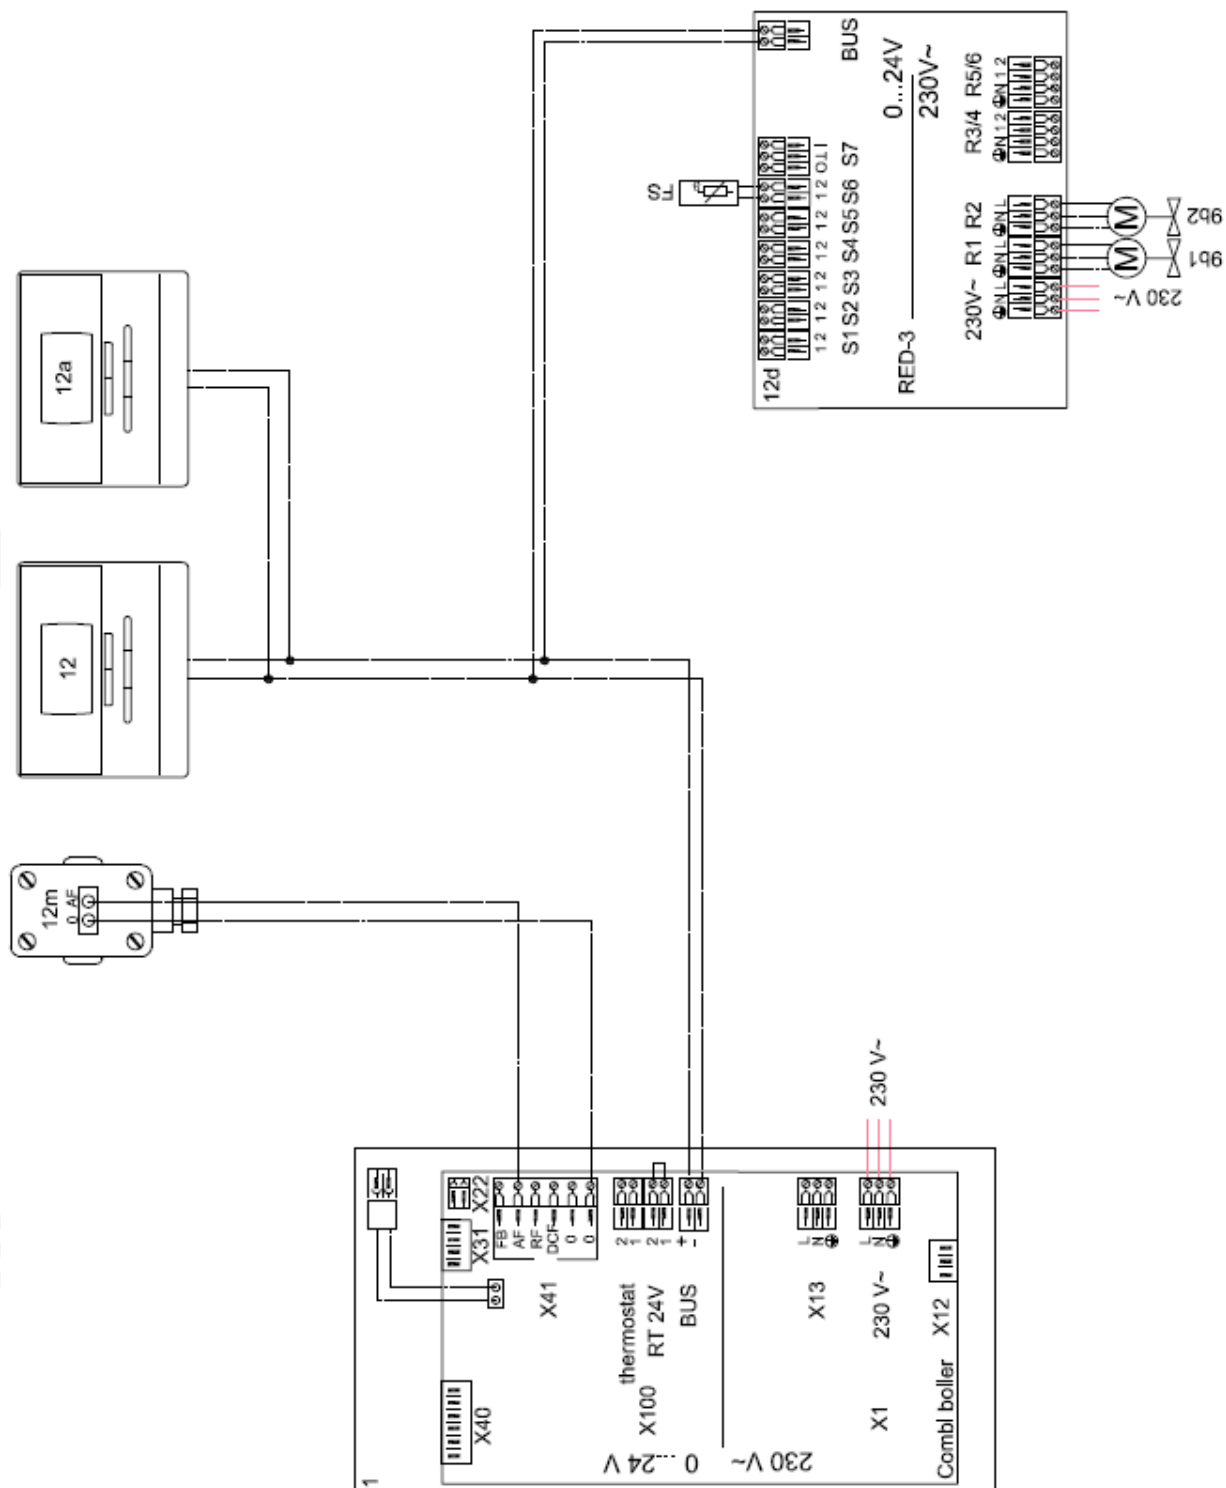 12a
12
12m
0 AF
FS
12d
BUS
0...24V
230V~
RED-3
1 2
S1
1 2
S2
1 2
S3
1 2
S4
1 2
S5
1 2
S6
O T I
S7
230V~
N L
R1
N L
R2
N L
R3/4
N 1 2
R5/6
N 1 2
230 V~
9b1
9b2
M
M
1
X40
X31
X22
X41
FB
AF
RF
DCF
0
0
thermostat
2
1
RT 24V
2
1
X100
BUS
+
-
0 ....24 V
230 V~
X13
L
N
X1
230 V~
L
N
230 V~
X12
Combi boiler